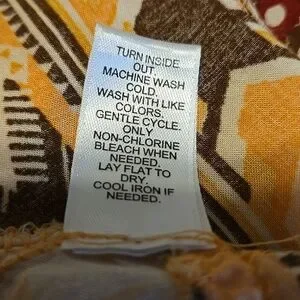 TURN INSIDE
OUT.
MACHINE WASH
COLD.
WASH WITH LIKE
COLORS.
GENTLE CYCLE.
ONLY
NON-CHLORINE
BLEACH WHEN
NEEDED.
LAY FLAT TO
DRY.
COOL IRON IF
NEEDED.